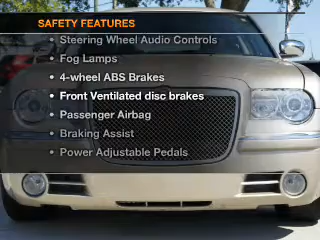 SAFETY FEATURES
• Steering Wheel Audio Controls
• Fog Lamps
• 4-wheel ABS Brakes
• Front Ventilated disc brakes
• Passenger Airbag
• Braking Assist
• Power Adjustable Pedals